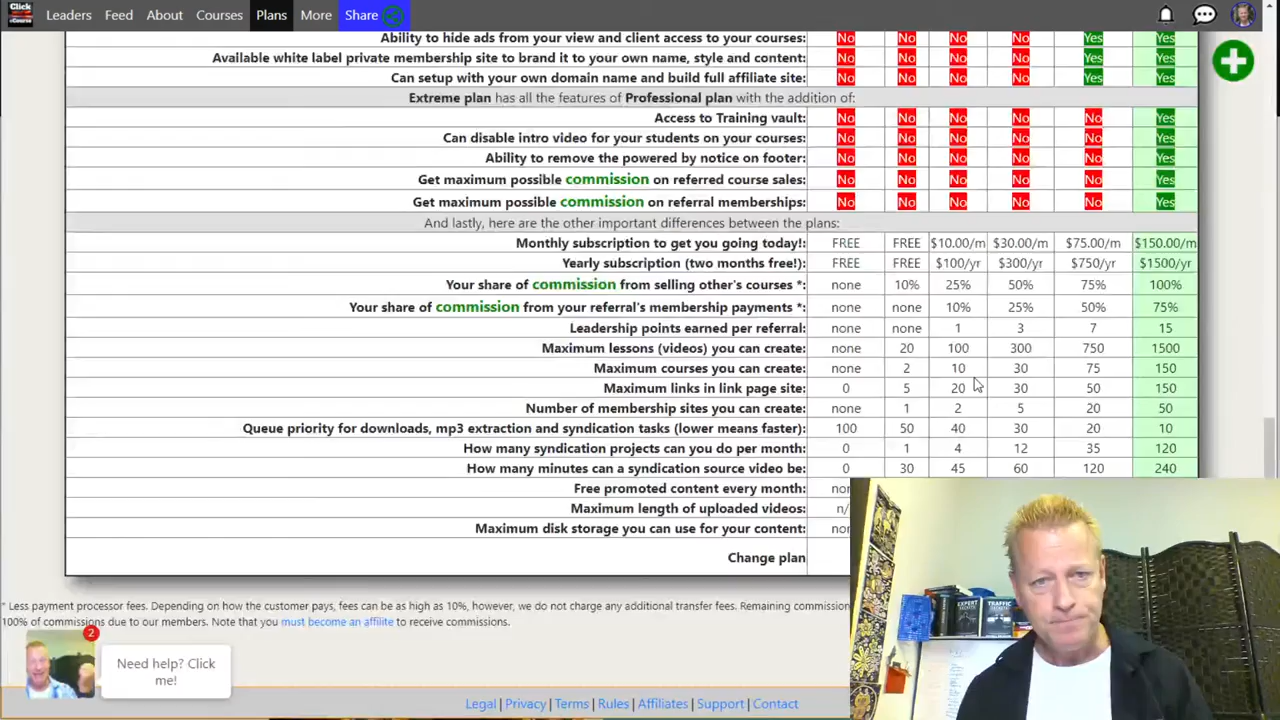 Click
eCourse
Leaders Feed About Courses Plans More Share
Ability to hide ads from your view and client access to your courses: No No No No Yes Yes
Available white label private membership site to brand it to your own name, style and content: No No No No Yes Yes
Can setup with your own domain name and build full affiliate site: No No No No Yes Yes
Extreme plan has all the features of Professional plan with the addition of:
Access to Training vault: No No No No No Yes
Can disable intro video for your students on your courses: No No No No No Yes
Ability to remove the powered by notice on footer: No No No No No Yes
Get maximum possible commission on referred course sales: No No No No No Yes
Get maximum possible commission on referral memberships: No No No No No Yes
And lastly, here are the other important differences between the plans:
Monthly subscription to get you going today!: FREE FREE $10.00/m $30.00/m $75.00/m $150.00/m
Yearly subscription (two months free!): FREE FREE $100/yr $300/yr $750/yr $1500/yr
Your share of commission from selling other's courses *: none 10% 25% 50% 75% 100%
Your share of commission from your referral's membership payments *: none none 10% 25% 50% 75%
Leadership points earned per referral: none none 1 3 7 15
Maximum lessons (videos) you can create: none 20 100 300 750 1500
Maximum courses you can create: none 2 10 30 75 150
Maximum links in link page site: 0 5 20 30 50 150
Number of membership sites you can create: none 1 2 5 20 50
Queue priority for downloads, mp3 extraction and syndication tasks (lower means faster): 100 50 40 30 20 10
How many syndication projects can you do per month: 0 1 4 12 35 120
How many minutes can a syndication source video be: 0 30 45 60 120 240
Free promoted content every month:
Maximum length of uploaded videos:
Maximum disk storage you can use for your content:
Change plan
* Less payment processor fees. Depending on how the customer pays, fees can be as high as 10%, however, we do not charge any additional transfer fees. Remaining
100% of commissions due to our members. Note that you must become an affilite to receive commissions.
2
Need help? Click
me!
EXPERT
SECRETS
TRAFFIC
SECRETS
Legal | Privacy | Terms | Rules | Affiliates | Support | Contact